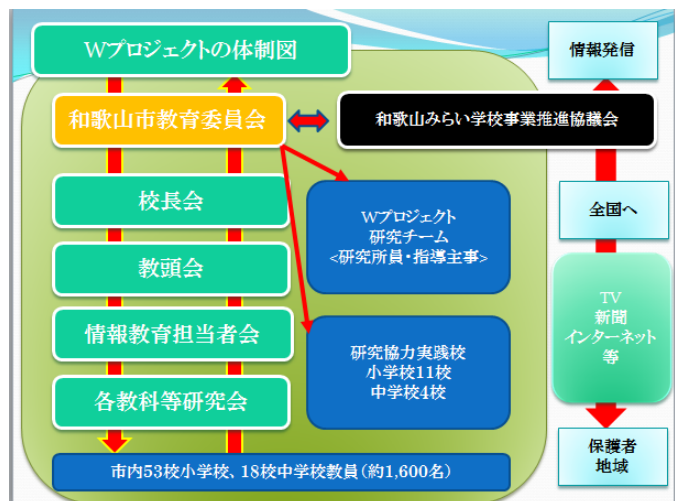 Wプロジェクトの体制図
情報発信
和歌山市教育委員会
和歌山みらい学校事業推進協議会
校長会
教頭会
情報教育担当者会
各教科等研究会
Wプロジェクト
研究チーム
<研究所員・指導主事>
研究協力実践校
小学校11校
中学校4校
全国へ
TV
新聞
インターネット
等
保護者
地域
市内53校小学校、18校中学校教員(約1,600名)